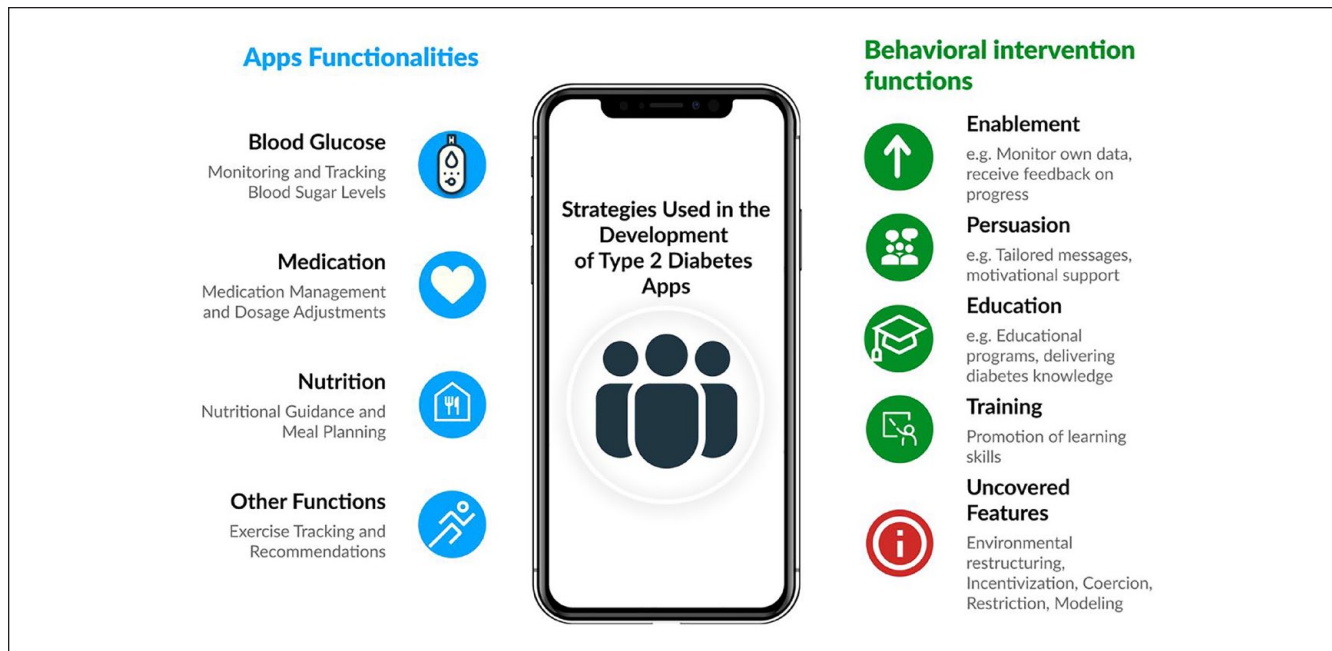 Apps Functionalities
Blood Glucose
Monitoring and Tracking
Blood Sugar Levels
Medication
Medication Management
and Dosage Adjustments
Nutrition
Nutritional Guidance and
Meal Planning
Other Functions
Exercise Tracking and
Recommendations
Strategies Used in the
Development
of Type 2 Diabetes
Apps
Behavioral intervention
functions
Enablement
e.g. Monitor own data,
receive feedback on
progress
Persuasion
e.g. Tailored messages,
motivational support
Education
e.g. Educational
programs, delivering
diabetes knowledge
Training
Promotion of learning
skills
Uncovered
Features
Environmental
restructuring,
Incentivization, Coercion,
Restriction, Modeling